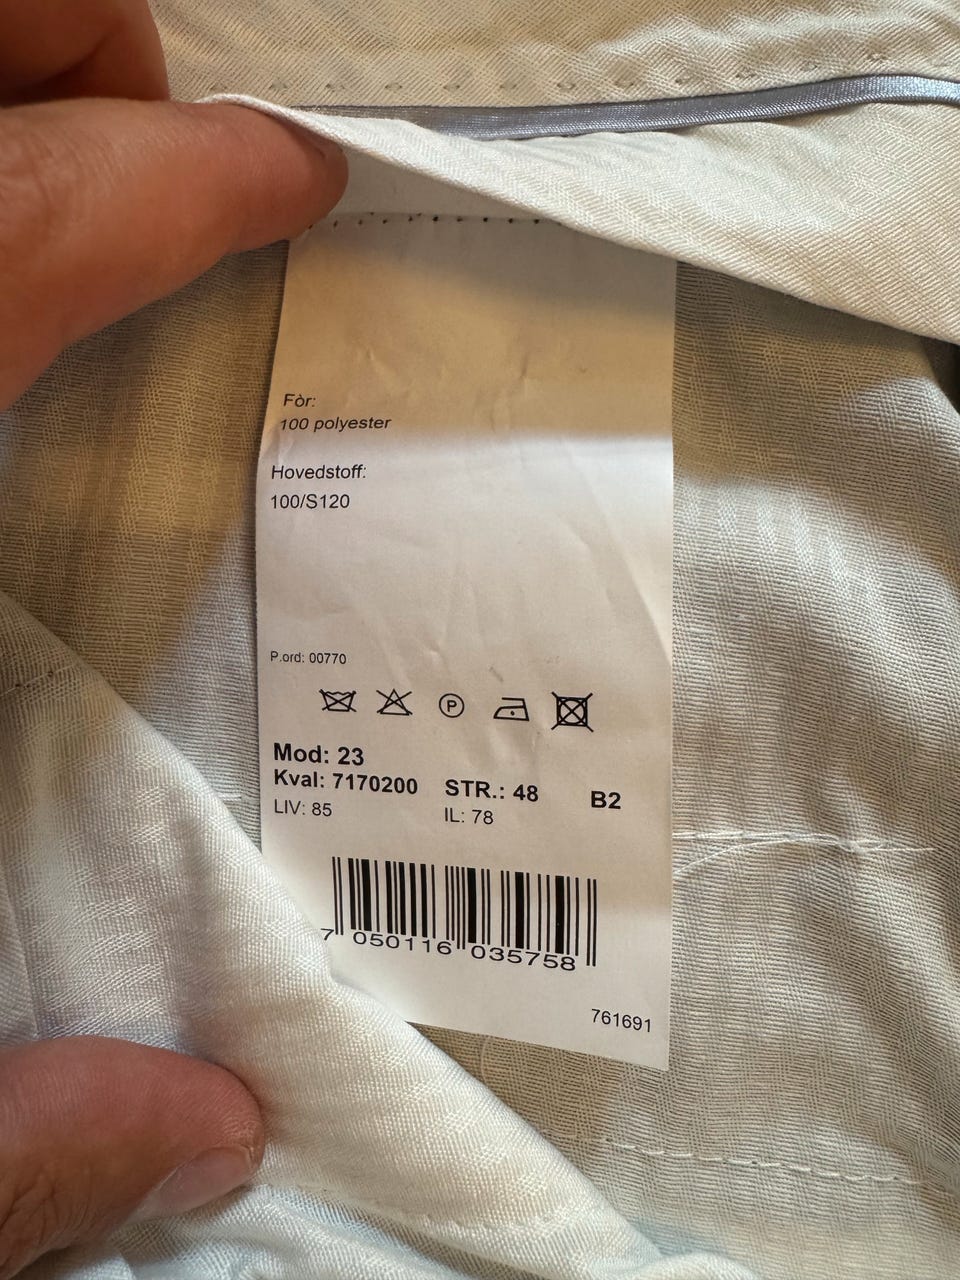 Fòr:
100 polyester
Hovedstoff:
100/S120
P.ord: 00770
P
Mod: 23
Kval: 7170200 STR.: 48 B2
LIV: 85 IL: 78
7 050116 035758
761691